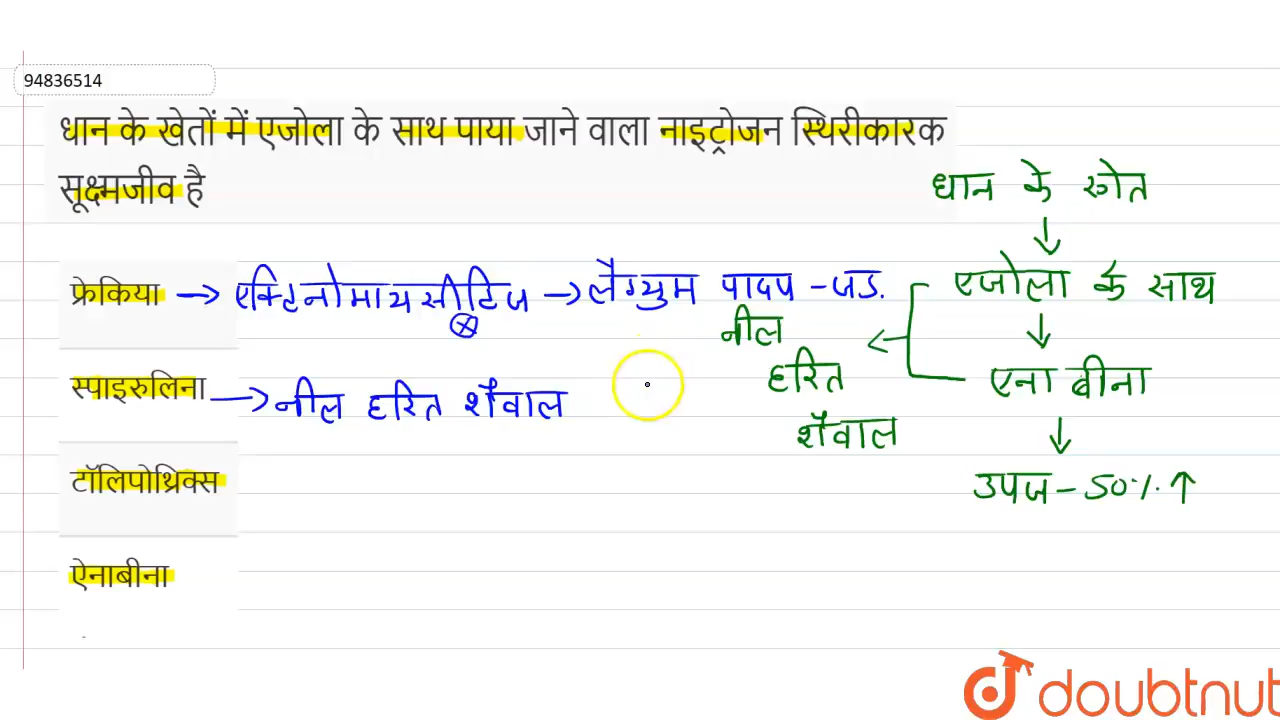 94836514
धान के खेतों में एजोला के साथ पाया जाने वाला नाइट्रोजन स्थिरीकारक
सूक्ष्मजीव है
धान के खेत
↓
फ्रेकिया → एक्टिनोमायसीटिज → लैग्युम पादप - जड.
एजोला के साथ
↓
नील
हरित
शैवाल
एनाबीना
↓
स्पाइरुलिना → नील हरित शैवाल
उपज - 50% ↑
टॉलिपोथ्रिक्स
ऐनाबीना
doubtnut